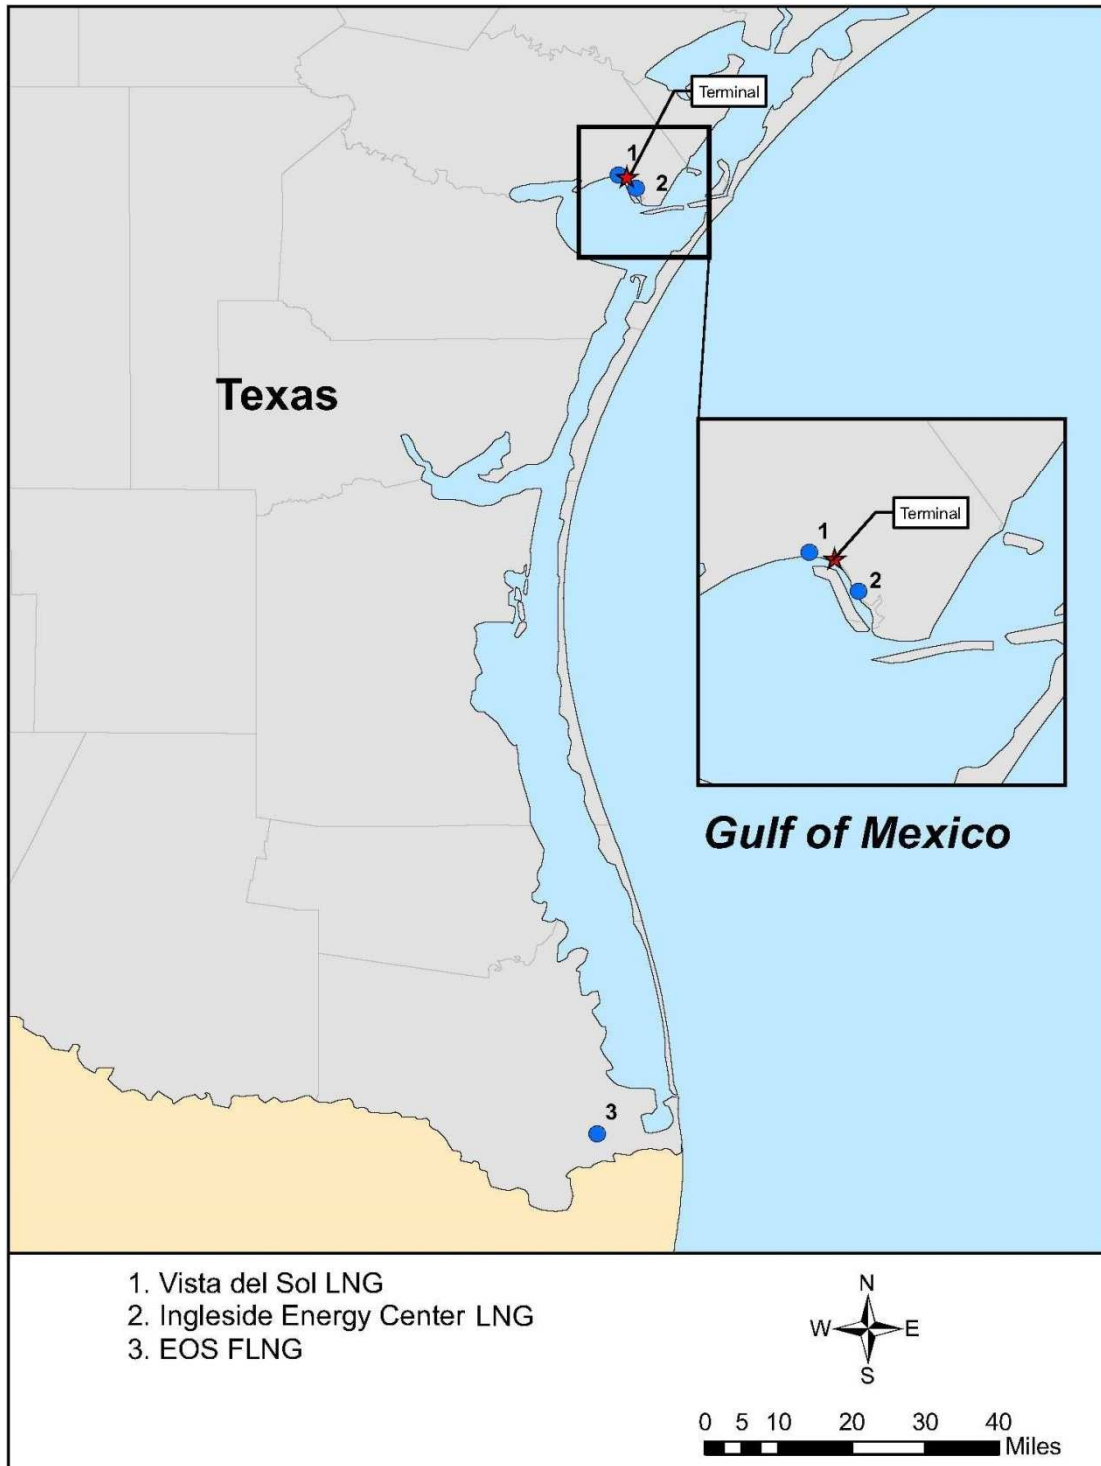 Terminal
1
2
Texas
Terminal
1
2
Gulf of Mexico
3
1. Vista del Sol LNG
2. Ingleside Energy Center LNG
3. EOS FLNG
N
W E
S
0 5 10 20 30 40
Miles